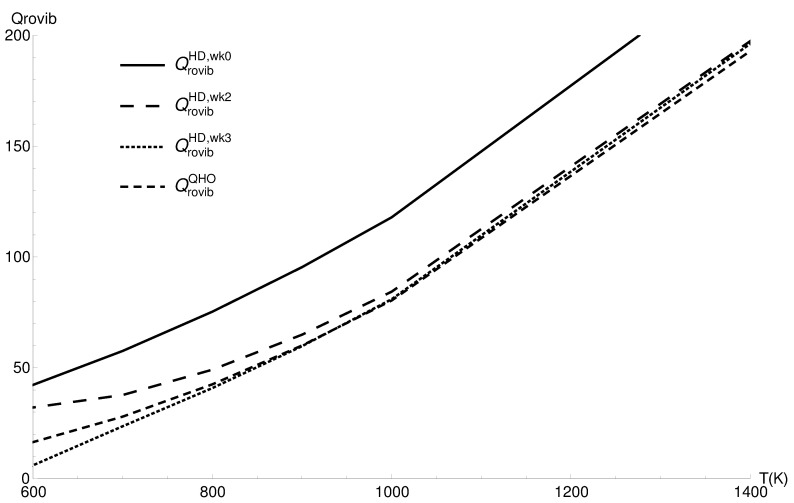 Qrovib
200
Q^{HD,wk0}_{rovib}
Q^{HD,wk2}_{rovib}
150
Q^{HD,wk3}_{rovib}
Q^{QHO}_{rovib}
100
50
0
600 800 1000 1200 1400 T(K)